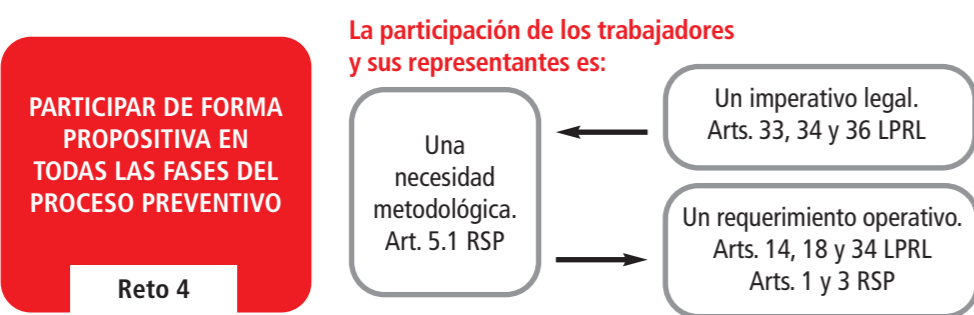 PARTICIPAR DE FORMA
PROPOSITIVA EN
TODAS LAS FASES DEL
PROCESO PREVENTIVO
Reto 4
La participación de los trabajadores
y sus representantes es:
Una
necesidad
metodológica.
Art. 5.1 RSP
Un imperativo legal.
Arts. 33, 34 y 36 LPRL
Un requerimiento operativo.
Arts. 14, 18 y 34 LPRL
Arts. 1 y 3 RSP